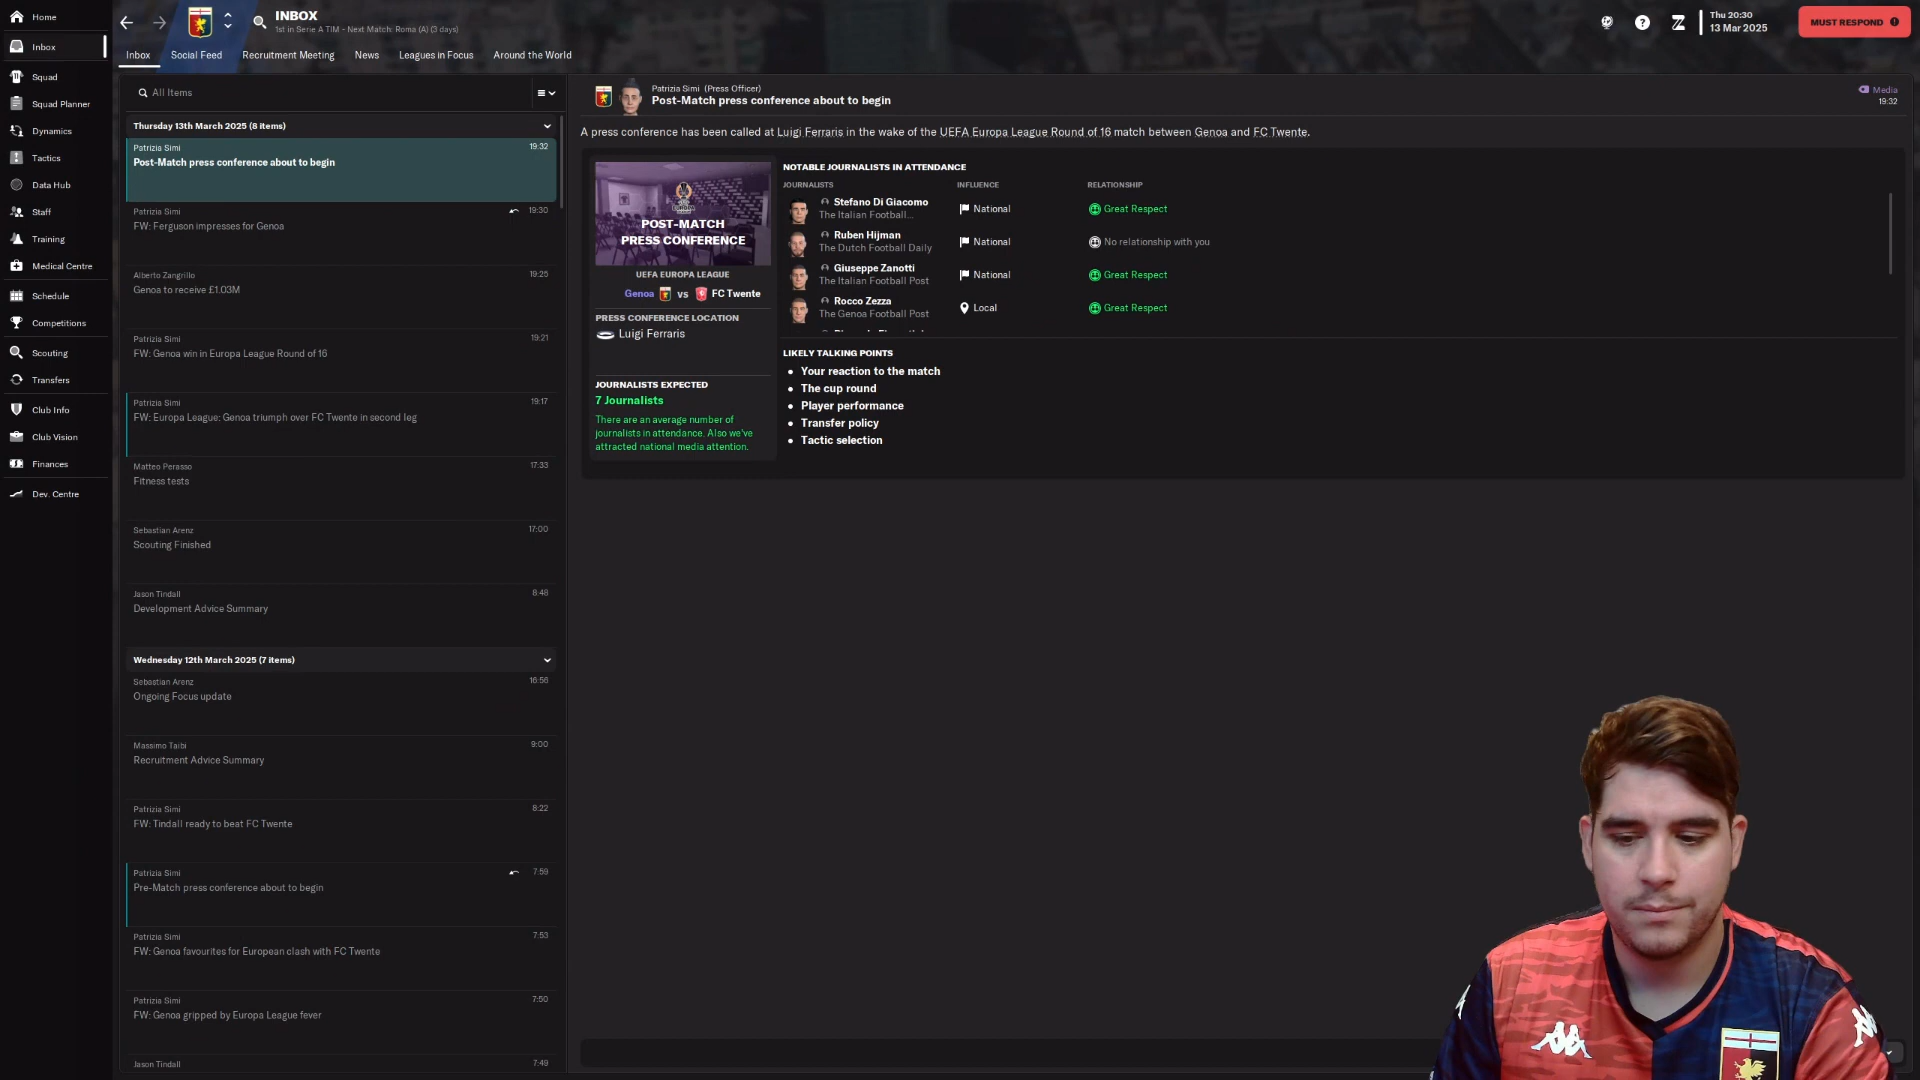 Home
Inbox
Squad
Squad Planner
Dynamics
Tactics
Data Hub
Staff
Training
Medical Centre
Schedule
Competitions
Scouting
Transfers
Club Info
Club Vision
Finances
Dev. Centre
INBOX
1st in Serie A TIM - Next Match: Roma (A) (3 days)
Thu 20:30
13 Mar 2025
MUST RESPOND
Inbox
Social Feed
Recruitment Meeting
News
Leagues in Focus
Around the World
All Items
Thursday 13th March 2025 (8 items)
Patrizia Simi 19:32
Post-Match press conference about to begin
Patrizia Simi 19:30
FW: Ferguson impresses for Genoa
Alberto Zangrillo 19:25
Genoa to receive £1.03M
Patrizia Simi 19:21
FW: Genoa win in Europa League Round of 16
Patrizia Simi 19:17
FW: Europa League: Genoa triumph over FC Twente in second leg
Matteo Perasso 17:33
Fitness tests
Sebastian Arenz 17:00
Scouting Finished
Jason Tindall 8:48
Development Advice Summary
Wednesday 12th March 2025 (7 items)
Sebastian Arenz 16:56
Ongoing Focus update
Massimo Taibi 9:00
Recruitment Advice Summary
Patrizia Simi 8:22
FW: Tindall ready to beat FC Twente
Patrizia Simi 7:59
Pre-Match press conference about to begin
Patrizia Simi 7:53
FW: Genoa favourites for European clash with FC Twente
Patrizia Simi 7:50
FW: Genoa gripped by Europa League fever
Jason Tindall 7:49
Patrizia Simi (Press Officer)
Post-Match press conference about to begin
Media
19:32
A press conference has been called at Luigi Ferraris in the wake of the UEFA Europa League Round of 16 match between Genoa and FC Twente.
POST-MATCH
PRESS CONFERENCE
UEFA EUROPA LEAGUE
Genoa vs FC Twente
PRESS CONFERENCE LOCATION
Luigi Ferraris
JOURNALISTS EXPECTED
7 Journalists
There are an average number of
journalists in attendance. Also we've
attracted national media attention.
NOTABLE JOURNALISTS IN ATTENDANCE
JOURNALISTS INFLUENCE RELATIONSHIP
Stefano Di Giacomo
The Italian Football...
National
Great Respect
Ruben Hijman
The Dutch Football Daily
National
No relationship with you
Giuseppe Zanotti
The Italian Football Post
National
Great Respect
Rocco Zezza
The Genoa Football Post
Local
Great Respect
LIKELY TALKING POINTS
• Your reaction to the match
• The cup round
• Player performance
• Transfer policy
• Tactic selection